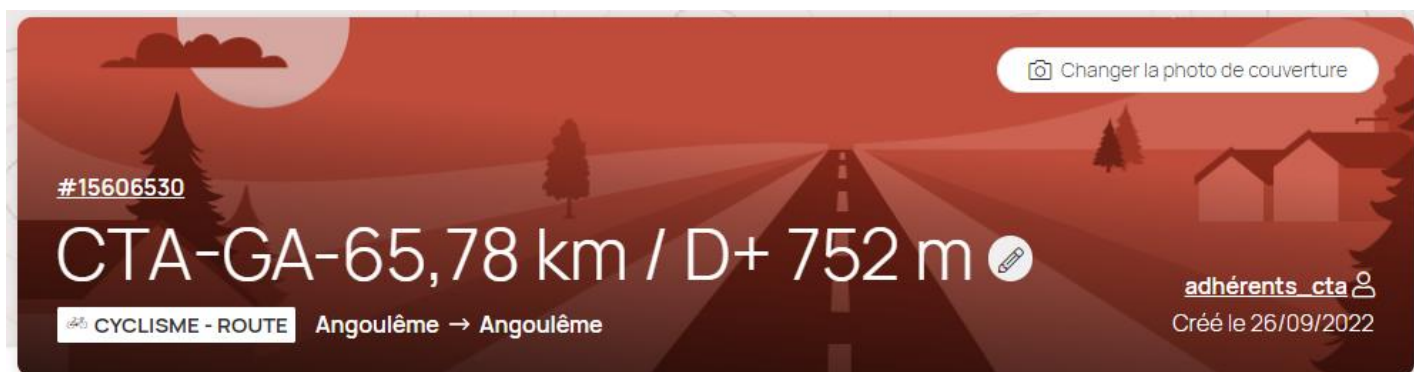 Changer la photo de couverture
#15606530
CTA-GA-65,78 km / D+ 752 m
adhérents_cta
CYCLISME - ROUTE Angoulême → Angoulême
Créé le 26/09/2022